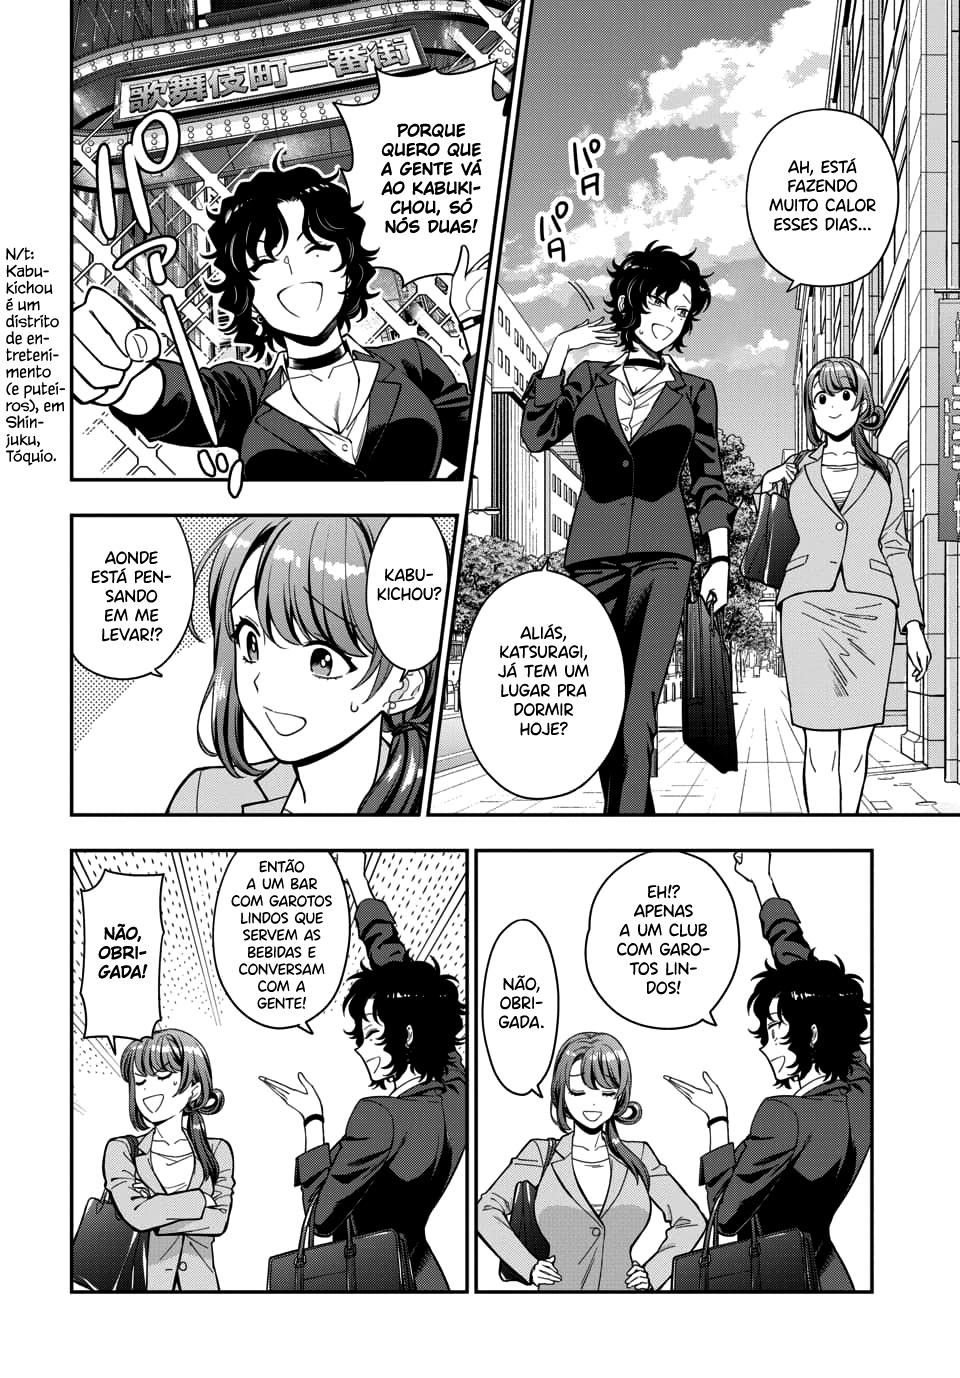 AH, ESTÁ
FAZENDO
MUITO CALOR
ESSES DIAS...
パタ
パタ
ALIÁS,
KATSURAGI,
JÁ TEM UM
LUGAR PRA
DORMIR
HOJE?
歌舞伎町一番街
PORQUE
QUERO QUE
A GENTE VÁ
AO KABUKI-
CHOU, SÓ
NÓS DUAS!
N/t:
Kabu-
kichou
é um
distrito
de en-
treteni-
mento
(e putei-
ros), em
Shin-
juku,
Tóquio.
KABU-
KICHOU?
AONDE
ESTÁ PEN-
SANDO
EM ME
LEVAR!?
EH!?
APENAS
A UM CLUB
COM GARO-
TOS LIN-
DOS!
NÃO,
OBRI-
GADA.
ENTÃO
A UM BAR
COM GAROTOS
LINDOS QUE
SERVEM AS
BEBIDAS E
CONVERSAM
COM A
GENTE!
NÃO,
OBRI-
GADA!